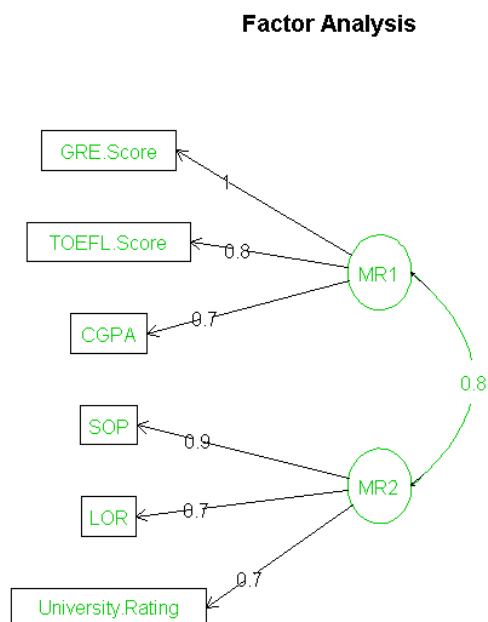 Factor Analysis
GRE.Score
1
TOEFL.Score
0.8
MR1
CGPA
0.7
0.8
SOP
0.9
MR2
LOR
0.7
0.7
University.Rating